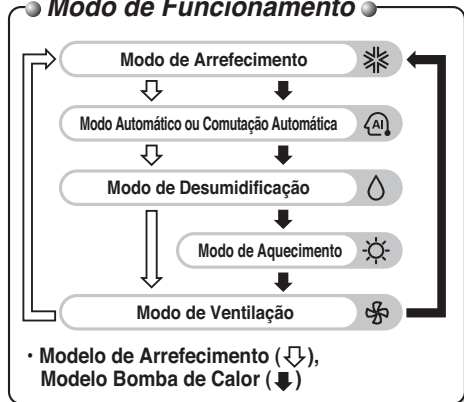 Modo de Funcionamento
Modo de Arrefecimento
Modo Automático ou Comutação Automática
AI
Modo de Desumidificação
Modo de Aquecimento
Modo de Ventilação
• Modelo de Arrefecimento (⇩),
Modelo Bomba de Calor (⬇)